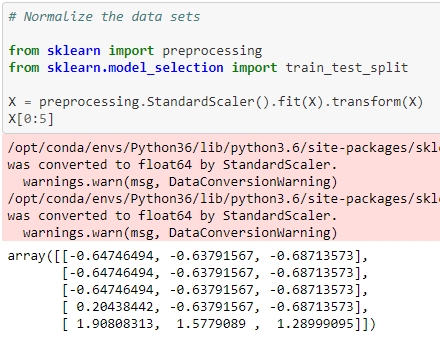 # Normalize the data sets
from sklearn import preprocessing
from sklearn.model_selection import train_test_split
X = preprocessing.StandardScaler().fit(X).transform(X)
X[0:5]
/opt/conda/envs/Python36/lib/python3.6/site-packages/skl
was converted to float64 by StandardScaler.
  warnings.warn(msg, DataConversionWarning)
/opt/conda/envs/Python36/lib/python3.6/site-packages/skl
was converted to float64 by StandardScaler.
  warnings.warn(msg, DataConversionWarning)
array([[-0.64746494, -0.63791567, -0.68713573],
       [-0.64746494, -0.63791567, -0.68713573],
       [-0.64746494, -0.63791567, -0.68713573],
       [ 0.20438442, -0.63791567, -0.68713573],
       [ 1.90808313,  1.5779089 ,  1.28999095]])